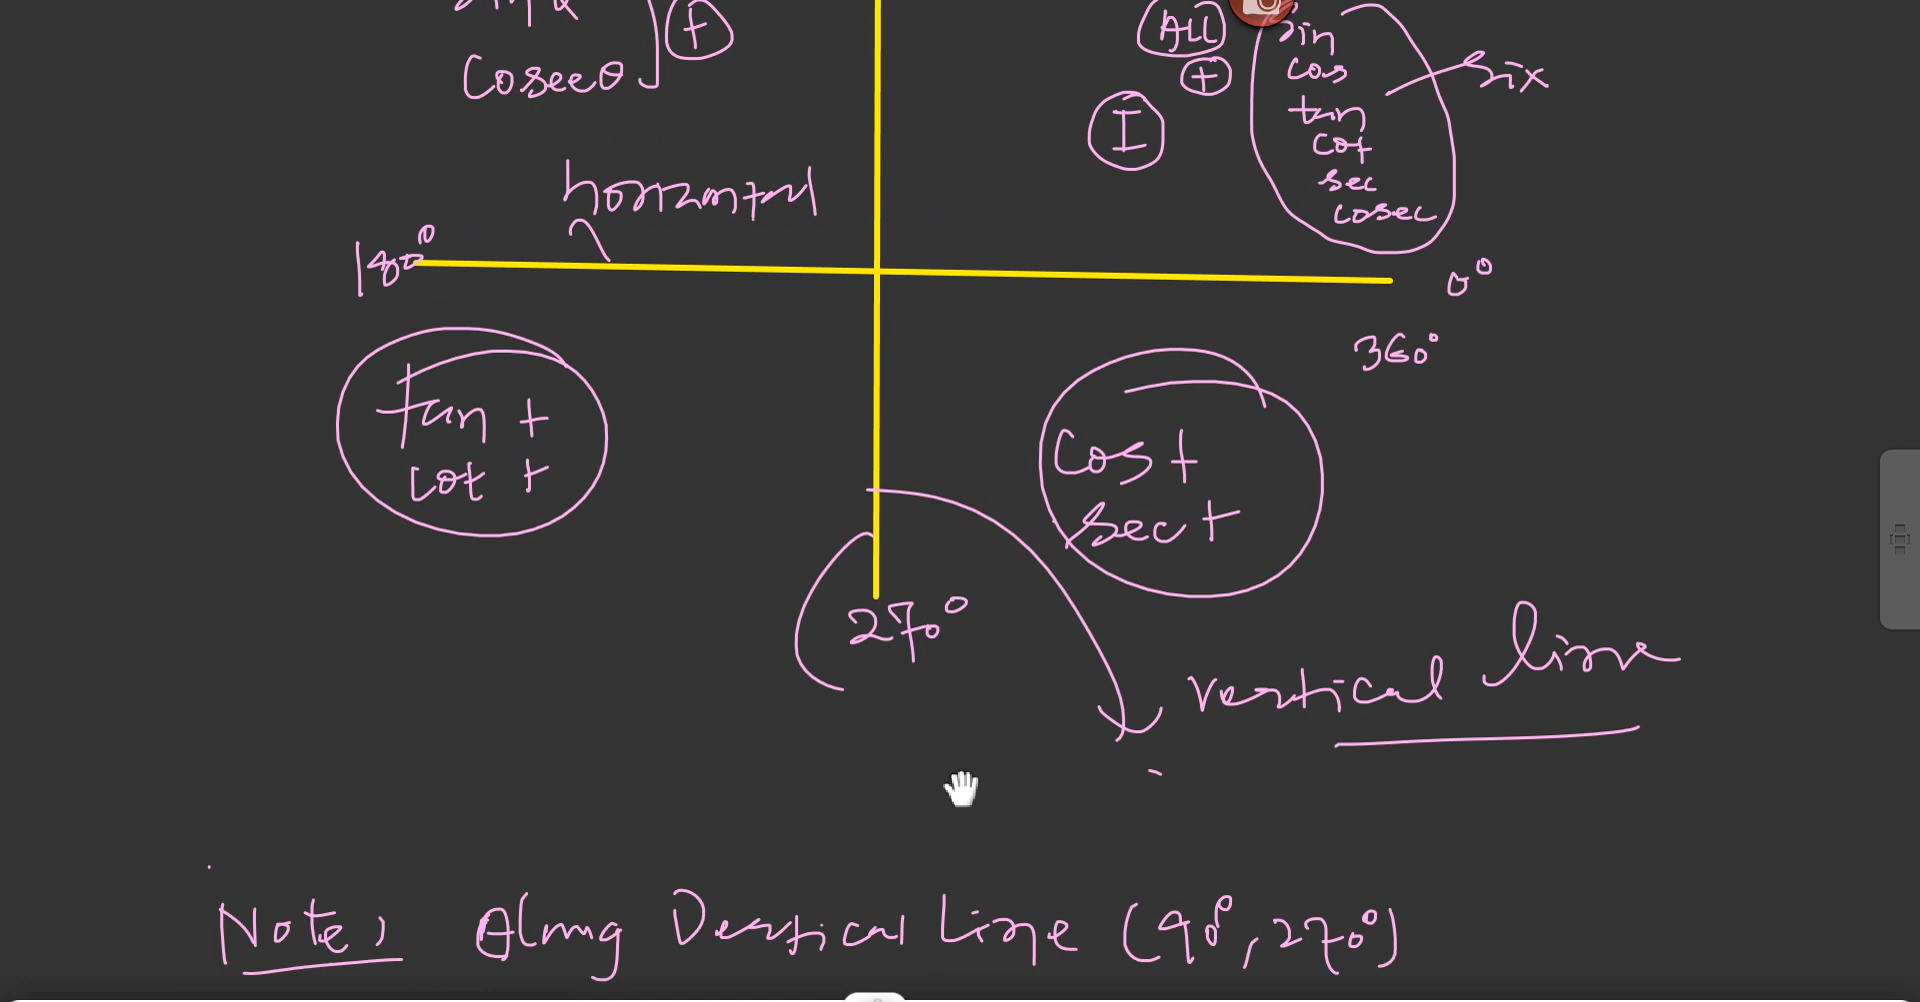 Cosecθ
+
ALL
+
I
sin
cos
tan
cot
sec
cosec
six
horizontal
180°
0°
360°
tan +
cot +
cos +
sec +
270°
vertical line
Note: Along Vertical Line (90°, 270°)